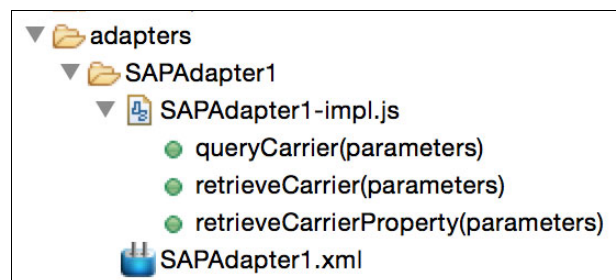 adapters
SAPAdapter1
SAPAdapter1-impl.js
queryCarrier(parameters)
retrieveCarrier(parameters)
retrieveCarrierProperty(parameters)
SAPAdapter1.xml